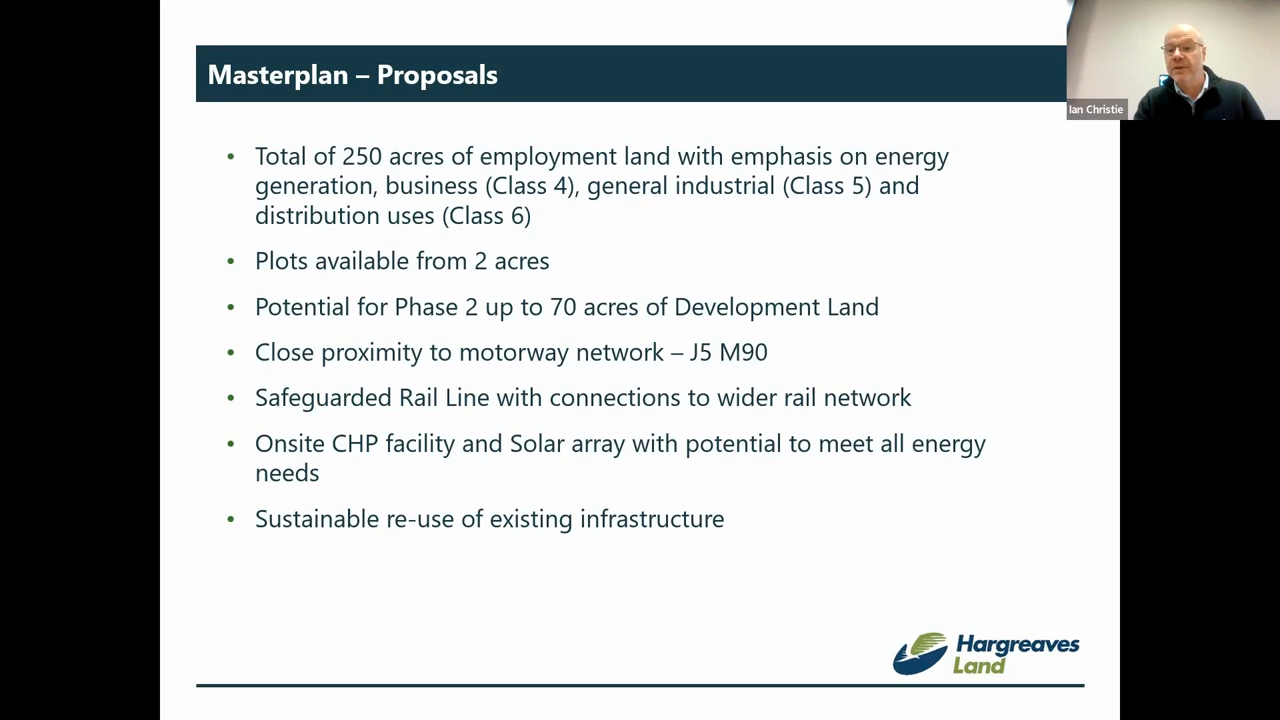 Masterplan – Proposals
Ian Christie
• Total of 250 acres of employment land with emphasis on energy
generation, business (Class 4), general industrial (Class 5) and
distribution uses (Class 6)
• Plots available from 2 acres
• Potential for Phase 2 up to 70 acres of Development Land
• Close proximity to motorway network – J5 M90
• Safeguarded Rail Line with connections to wider rail network
• Onsite CHP facility and Solar array with potential to meet all energy
needs
• Sustainable re-use of existing infrastructure
Hargreaves
Land